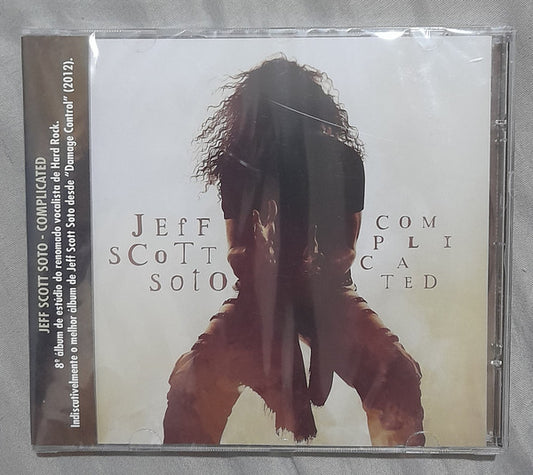 JEFF SCOTT SOTO - COMPLICATED
8º álbum de estúdio do renomado vocalista de Hard Rock.
Indiscutivelmente o melhor álbum de Jeff Scott Soto desde "Damage Control" (2012).
JEff
SCOTT
SOTO
COM
PLI
CA
TED